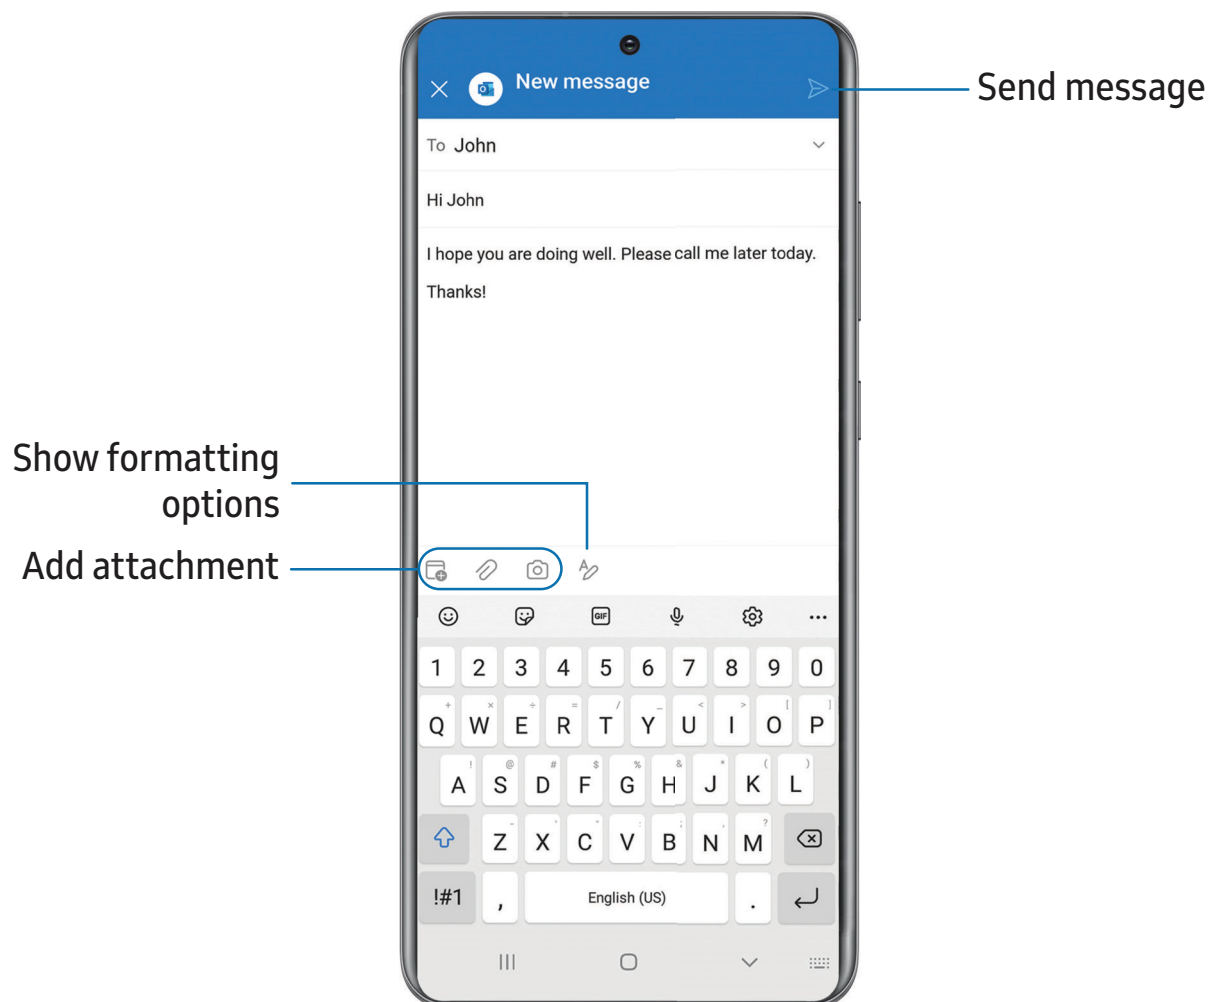 New message
Send message
To John
Hi John
I hope you are doing well. Please call me later today.
Thanks!
Show formatting
options
Add attachment
GIF
1 2 3 4 5 6 7 8 9 0
+ × ÷ = / _ < > [ ]
Q W E R T Y U I O P
! @ # $ % & * ( )
A S D F G H J K L
- ' " : ; , ?
Z X C V B N M
!#1 , English (US) .